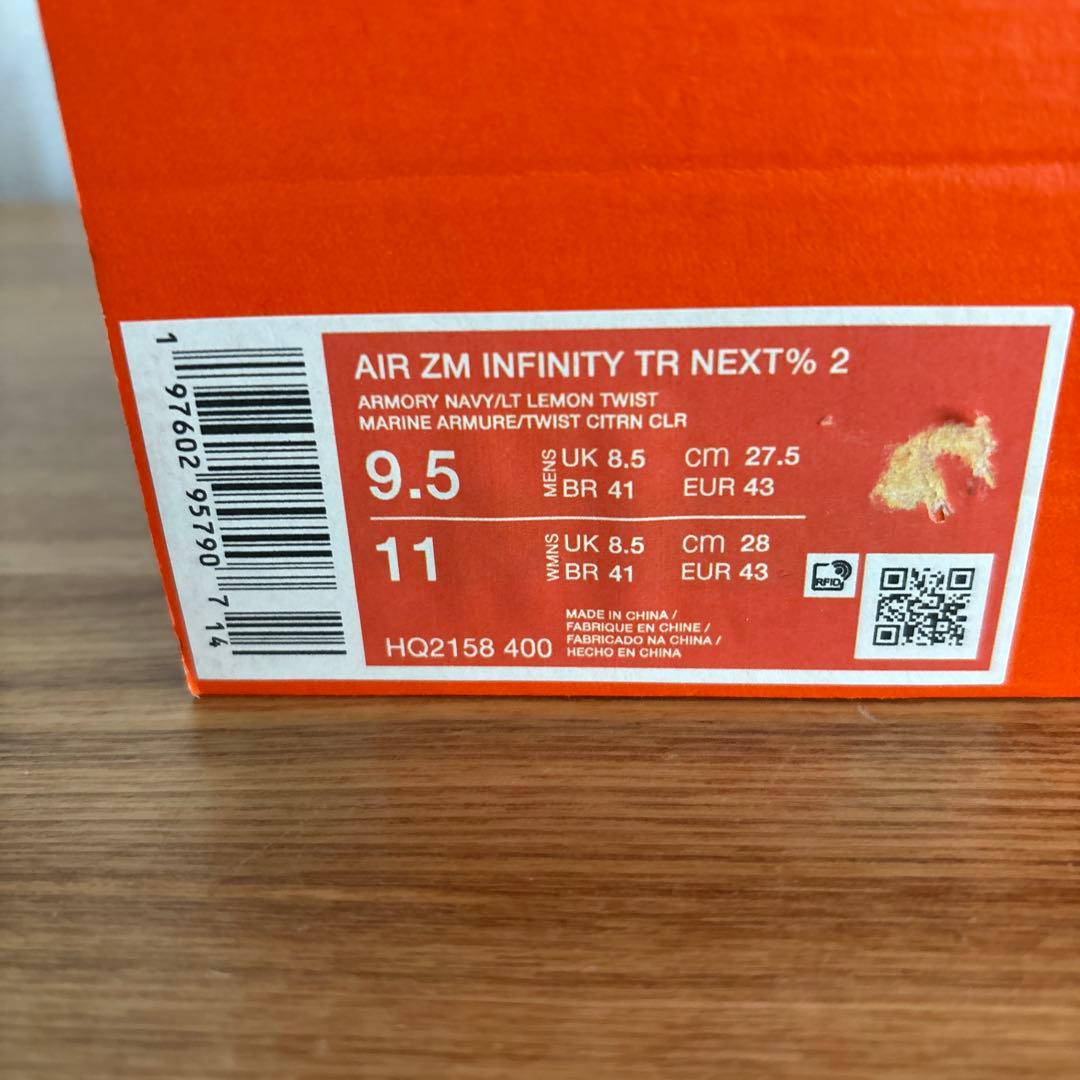 AIR ZM INFINITY TR NEXT% 2
ARMORY NAVY/LT LEMON TWIST
MARINE ARMURE/TWIST CITRN CLR
9.5 MENS UK 8.5 cm 27.5
BR 41 EUR 43
11 WMNS UK 8.5 cm 28
BR 41 EUR 43
RFID
HQ2158 400
MADE IN CHINA /
FABRIQUE EN CHINE /
FABRICADO NA CHINA /
HECHO EN CHINA
1 97602 95790 7 14